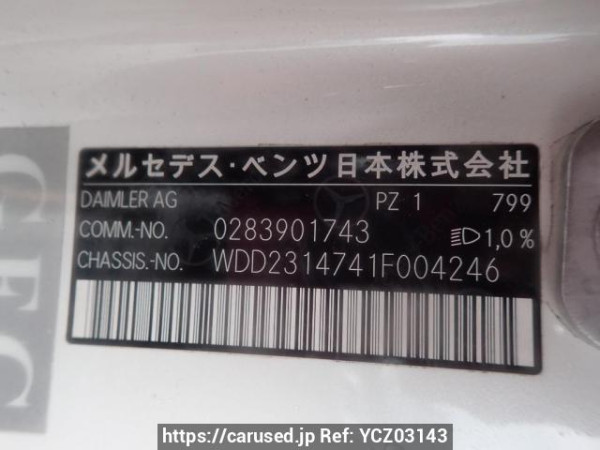 メルセデス・ベンツ日本株式会社
DAIMLER AG PZ 1 799
COMM.-NO. 0283901743 1,0%
CHASSIS.-NO. WDD2314741F004246
https://carused.jp Ref: YCZ03143